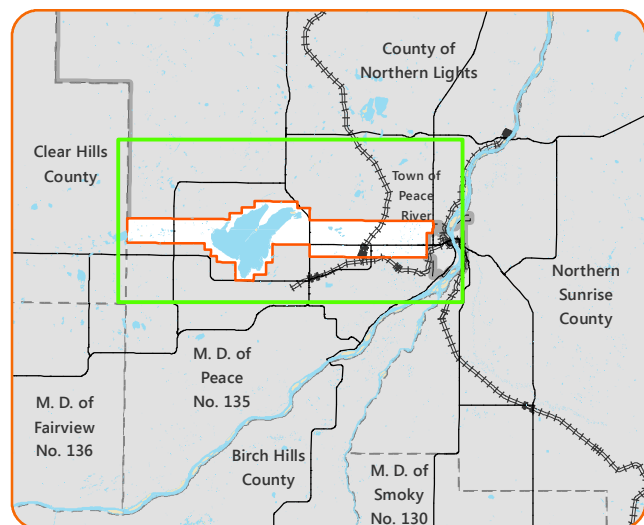 County of
Northern Lights
Clear Hills
County
Town of
Peace
River
Northern
Sunrise
County
M. D. of
Peace
No. 135
M. D. of
Fairview
No. 136
Birch Hills
County
M. D. of
Smoky
No. 130